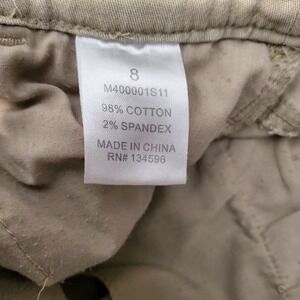 8
M400001S11
98% COTTON
2% SPANDEX
MADE IN CHINA
RN# 134596